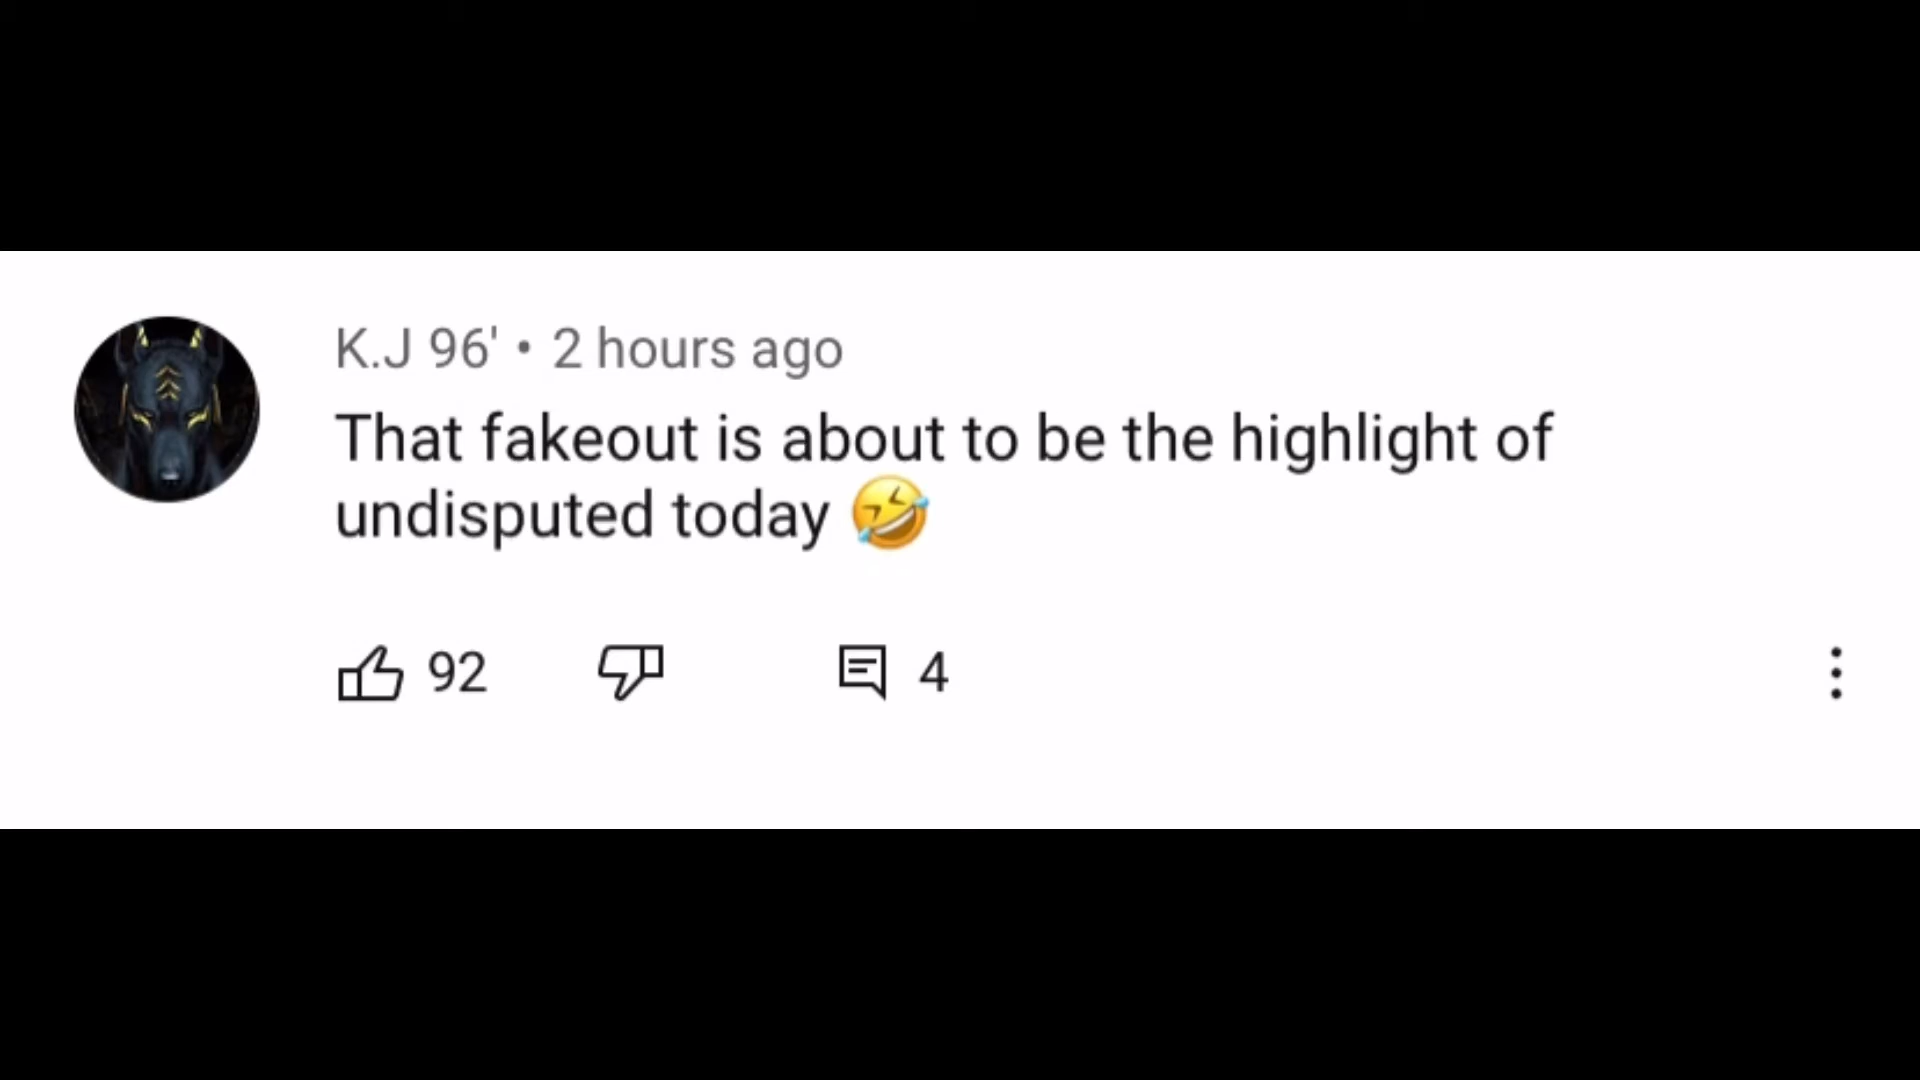 K.J 96' • 2 hours ago
That fakeout is about to be the highlight of
undisputed today 🤣
92 4